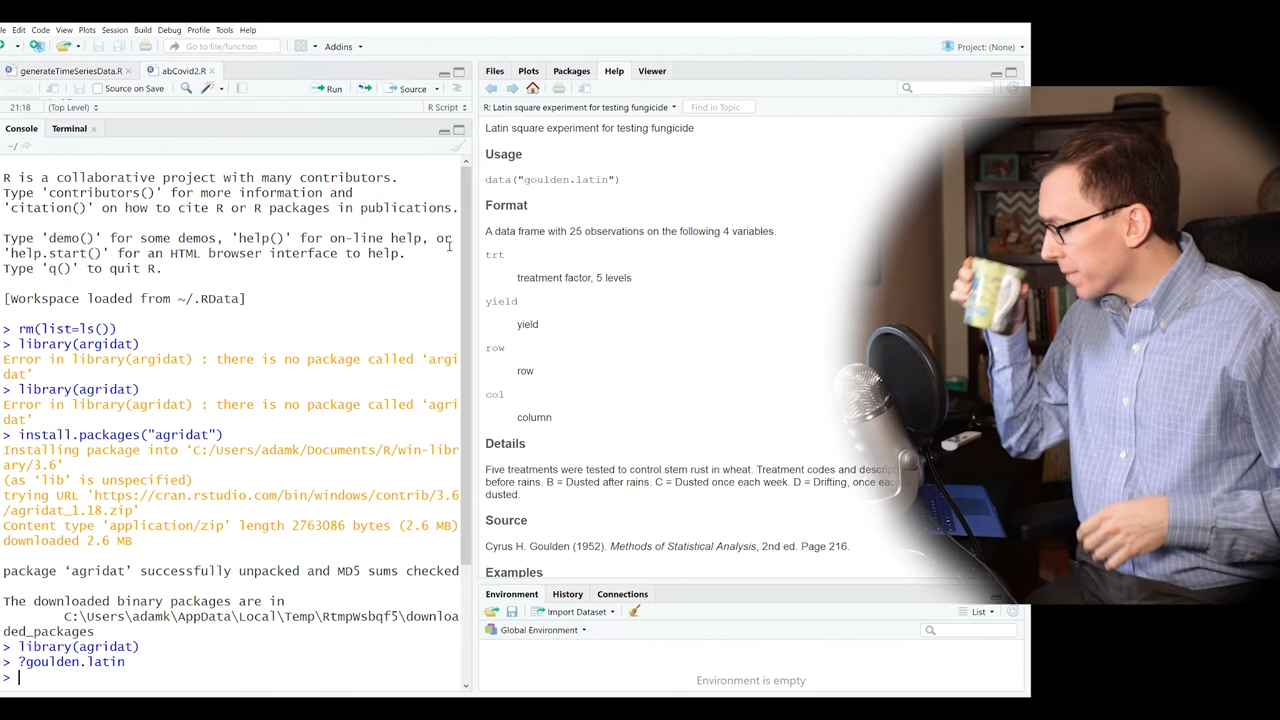 Edit Code View Plots Session Build Debug Profile Tools Help
Go to file/function Addins Project: (None)
generateTimeSeriesData.R abCovid2.R
Source on Save Run Source
21:18 (Top Level) R Script
Console Terminal
~/
R is a collaborative project with many contributors.
Type 'contributors()' for more information and
'citation()' on how to cite R or R packages in publications.
Type 'demo()' for some demos, 'help()' for on-line help, or
'help.start()' for an HTML browser interface to help.
Type 'q()' to quit R.
[Workspace loaded from ~/.RData]
> rm(list=ls())
> library(argidat)
Error in library(argidat) : there is no package called ‘argi
dat’
> library(agridat)
Error in library(agridat) : there is no package called ‘agri
dat’
> install.packages("agridat")
Installing package into ‘C:/Users/adamk/Documents/R/win-libr
ary/3.6’
(as ‘lib’ is unspecified)
trying URL 'https://cran.rstudio.com/bin/windows/contrib/3.6
/agridat_1.18.zip'
Content type 'application/zip' length 2763086 bytes (2.6 MB)
downloaded 2.6 MB
package ‘agridat’ successfully unpacked and MD5 sums checked
The downloaded binary packages are in
C:\Users\adamk\AppData\Local\Temp\RtmpWsbqf5\downloa
ded_packages
> library(agridat)
> ?goulden.latin
>
Files Plots Packages Help Viewer
R: Latin square experiment for testing fungicide Find in Topic
Latin square experiment for testing fungicide
Usage
data("goulden.latin")
Format
A data frame with 25 observations on the following 4 variables.
trt
treatment factor, 5 levels
yield
yield
row
row
col
column
Details
Five treatments were tested to control stem rust in wheat. Treatment codes and
before rains. B = Dusted after rains. C = Dusted once each week. D = Drifting, once
dusted.
Source
Cyrus H. Goulden (1952). Methods of Statistical Analysis, 2nd ed. Page 216.
Examples
Environment History Connections
Import Dataset List
Global Environment
Environment is empty